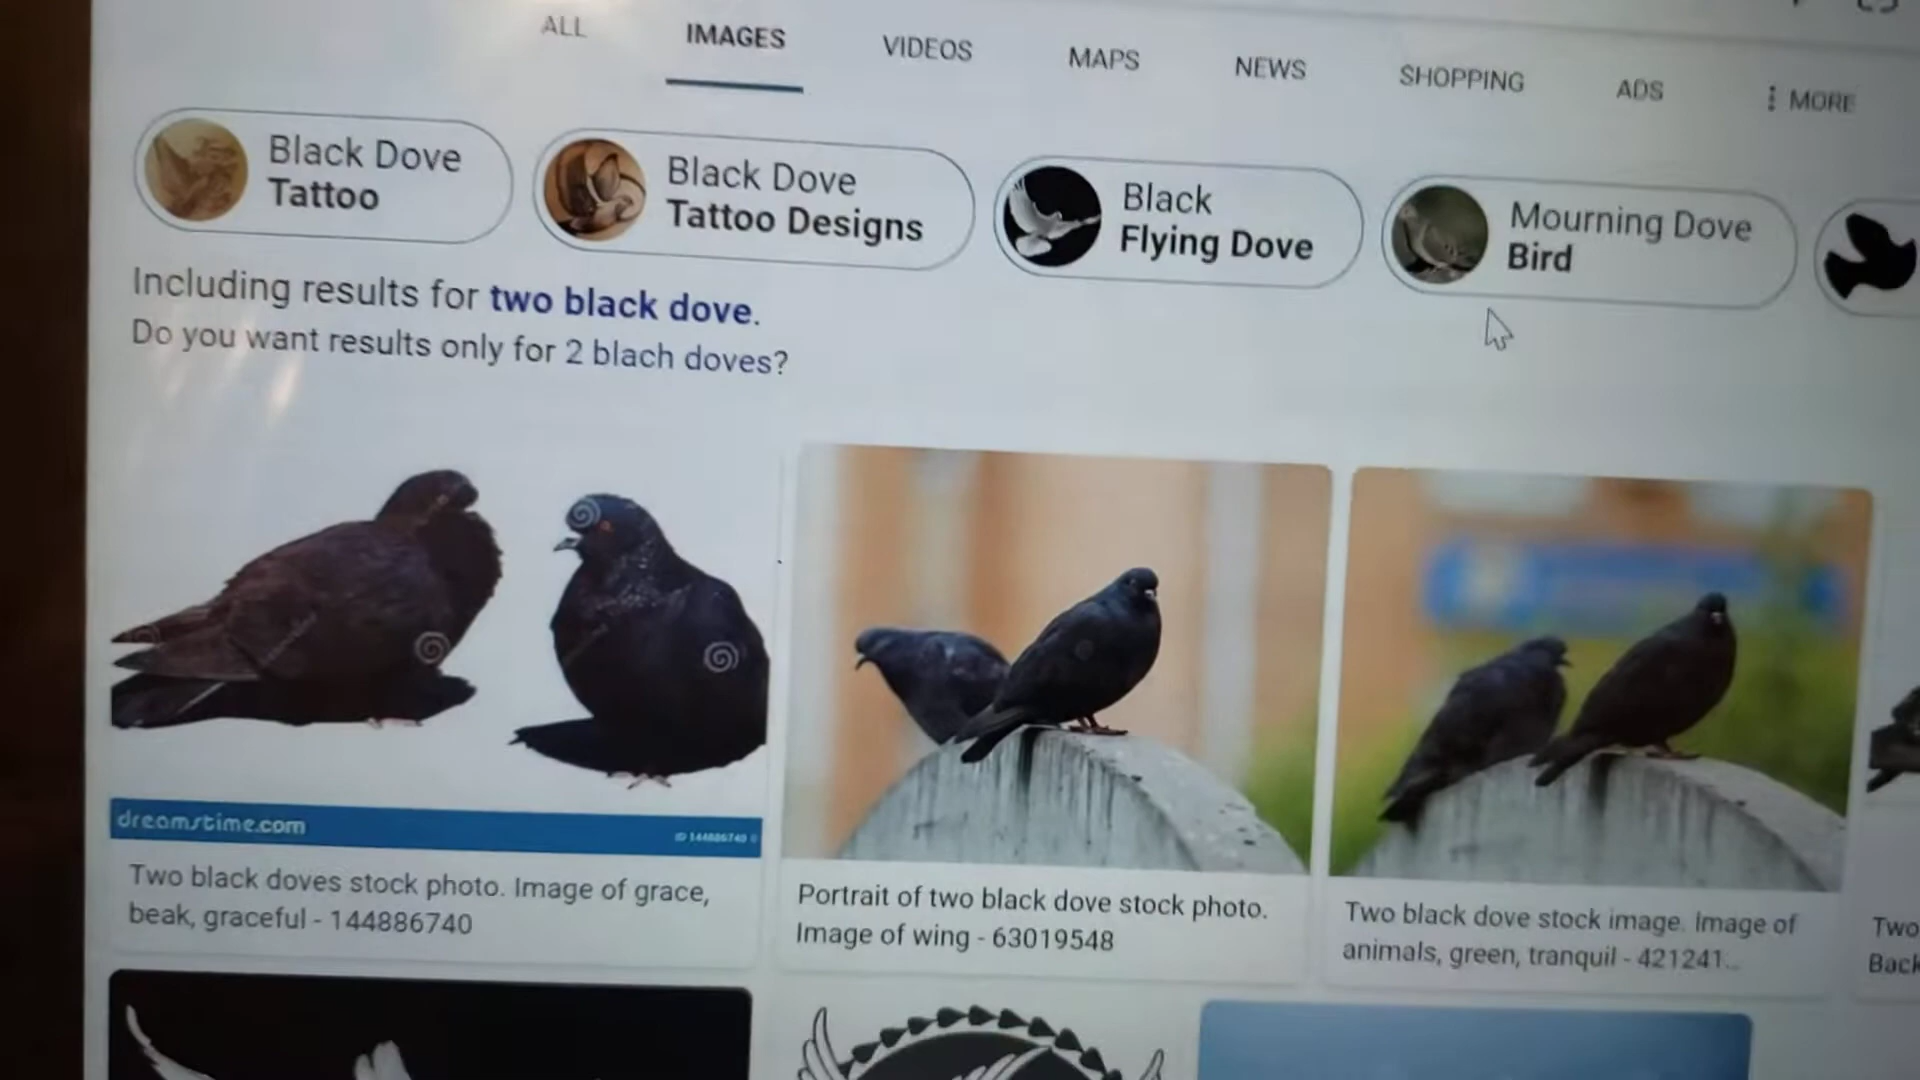 ALL IMAGES VIDEOS MAPS NEWS SHOPPING ADS MORE
Black Dove
Tattoo
Black Dove
Tattoo Designs
Black
Flying Dove
Mourning Dove
Bird
Including results for two black dove.
Do you want results only for 2 blach doves?
dreamstime.com
ID 144886740
Two black doves stock photo. Image of grace,
beak, graceful - 144886740
Portrait of two black dove stock photo.
Image of wing - 63019548
Two black dove stock image. Image of
animals, green, tranquil - 421241...
Two
Back